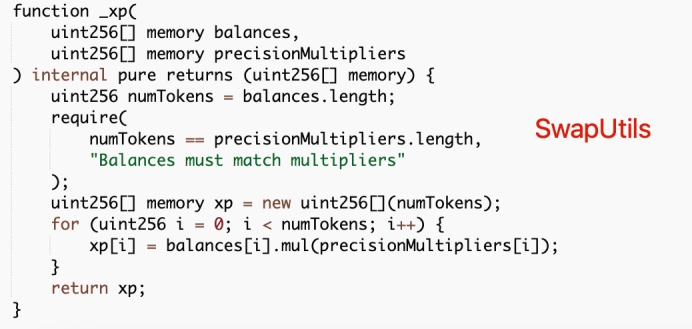 function _xp(
    uint256[] memory balances,
    uint256[] memory precisionMultipliers
) internal pure returns (uint256[] memory) {
    uint256 numTokens = balances.length;
    require(
        numTokens == precisionMultipliers.length,
        "Balances must match multipliers"
    );
    uint256[] memory xp = new uint256[](numTokens);
    for (uint256 i = 0; i < numTokens; i++) {
        xp[i] = balances[i].mul(precisionMultipliers[i]);
    }
    return xp;
}
SwapUtils